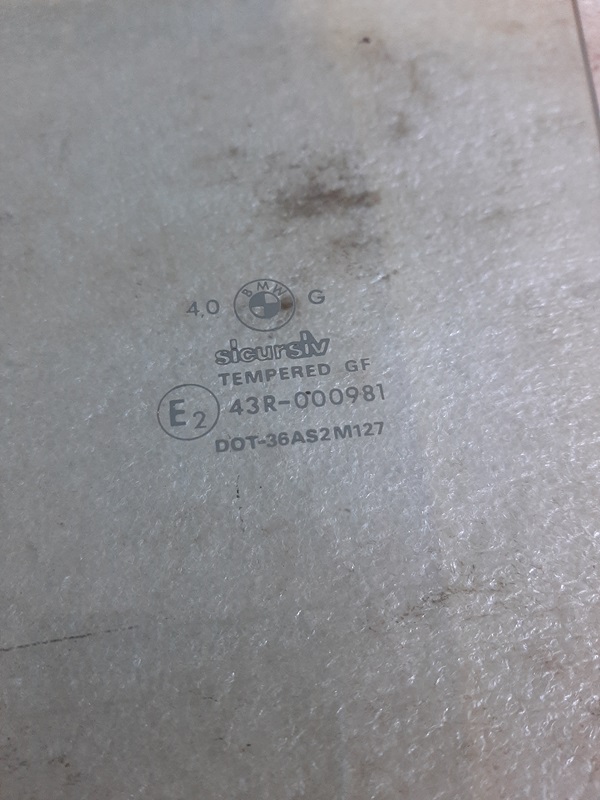 4.0 BMW G
sicursiv
TEMPERED GF
E2 43R-000981
DOT-36AS2M127